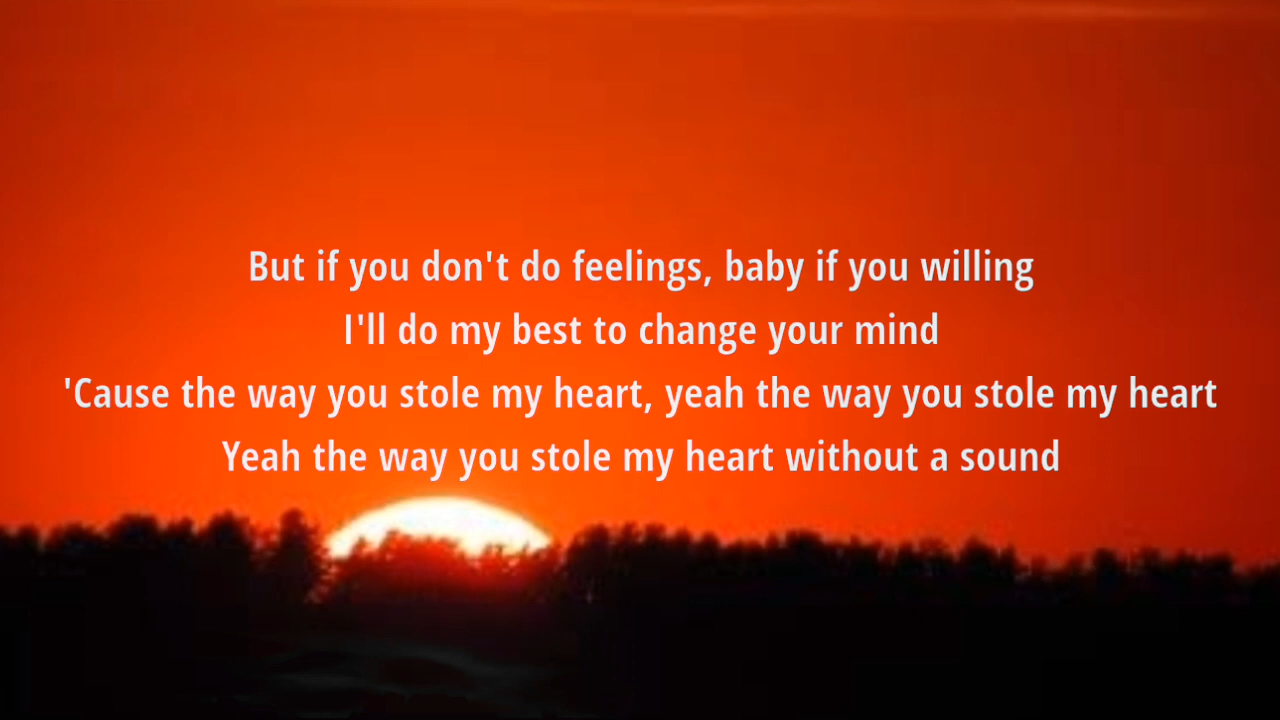 But if you don't do feelings, baby if you willing
I'll do my best to change your mind
'Cause the way you stole my heart, yeah the way you stole my heart
Yeah the way you stole my heart without a sound